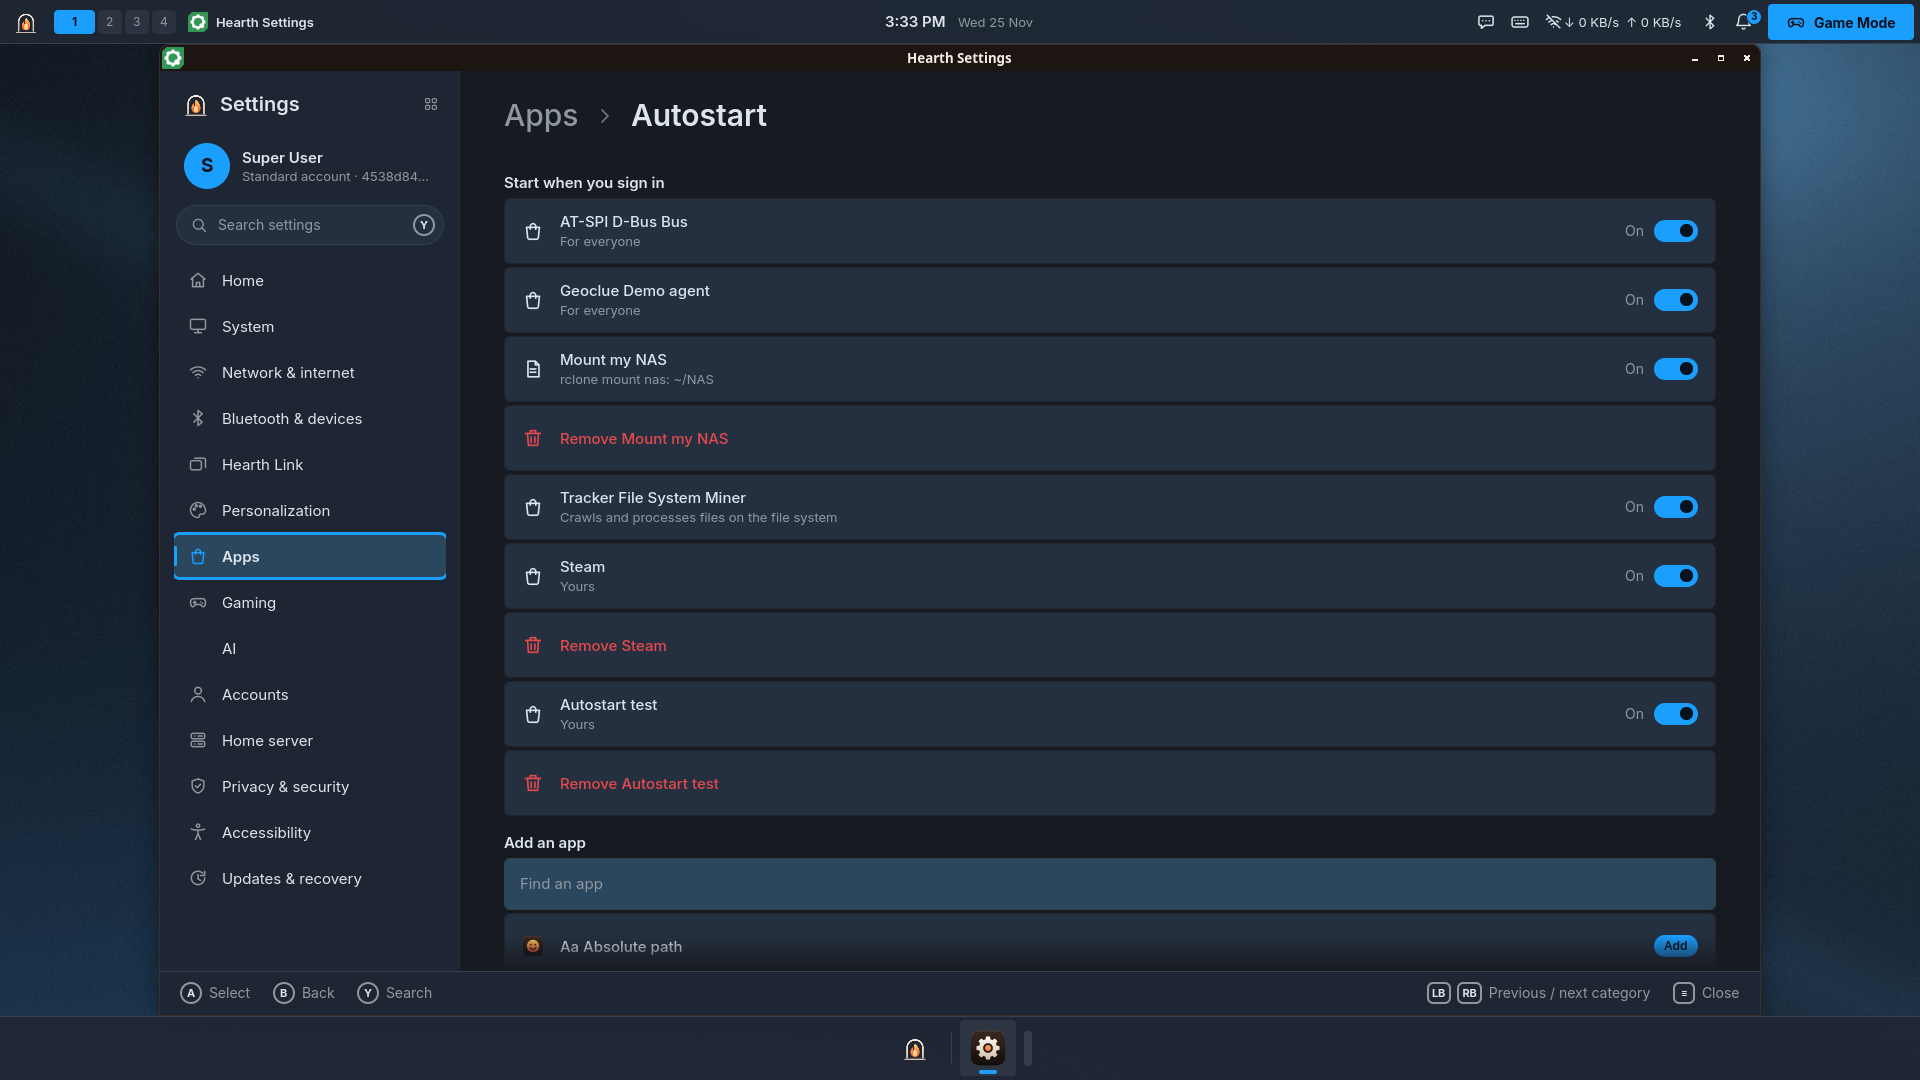 1 2 3 4 Hearth Settings 3:33 PM Wed 25 Nov ↓ 0 KB/s ↑ 0 KB/s 3 Game Mode
Hearth Settings
Settings
S Super User
Standard account · 4538d84...
Search settings Y
Home
System
Network & internet
Bluetooth & devices
Hearth Link
Personalization
Apps
Gaming
AI
Accounts
Home server
Privacy & security
Accessibility
Updates & recovery
Apps > Autostart
Start when you sign in
AT-SPI D-Bus Bus
For everyone
On
Geoclue Demo agent
For everyone
On
Mount my NAS
rclone mount nas: ~/NAS
On
Remove Mount my NAS
Tracker File System Miner
Crawls and processes files on the file system
On
Steam
Yours
On
Remove Steam
Autostart test
Yours
On
Remove Autostart test
Add an app
Find an app
Aa Absolute path Add
A Select B Back Y Search LB RB Previous / next category ≡ Close